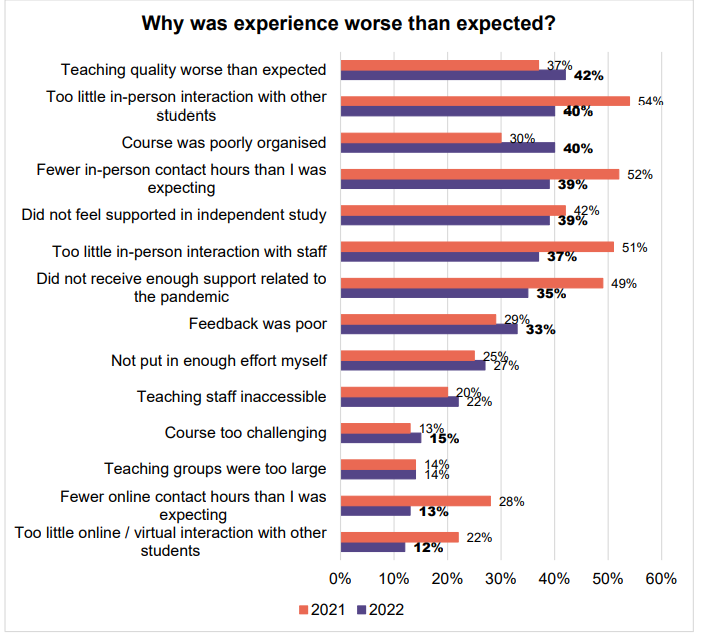 Why was experience worse than expected?
Teaching quality worse than expected
37%
42%
Too little in-person interaction with other
students
54%
40%
Course was poorly organised
30%
40%
Fewer in-person contact hours than I was
expecting
52%
39%
Did not feel supported in independent study
42%
39%
Too little in-person interaction with staff
51%
37%
Did not receive enough support related to
the pandemic
49%
35%
Feedback was poor
29%
33%
Not put in enough effort myself
25%
27%
Teaching staff inaccessible
20%
22%
Course too challenging
13%
15%
Teaching groups were too large
14%
14%
Fewer online contact hours than I was
expecting
28%
13%
Too little online / virtual interaction with other
students
22%
12%
0% 10% 20% 30% 40% 50% 60%
2021 2022